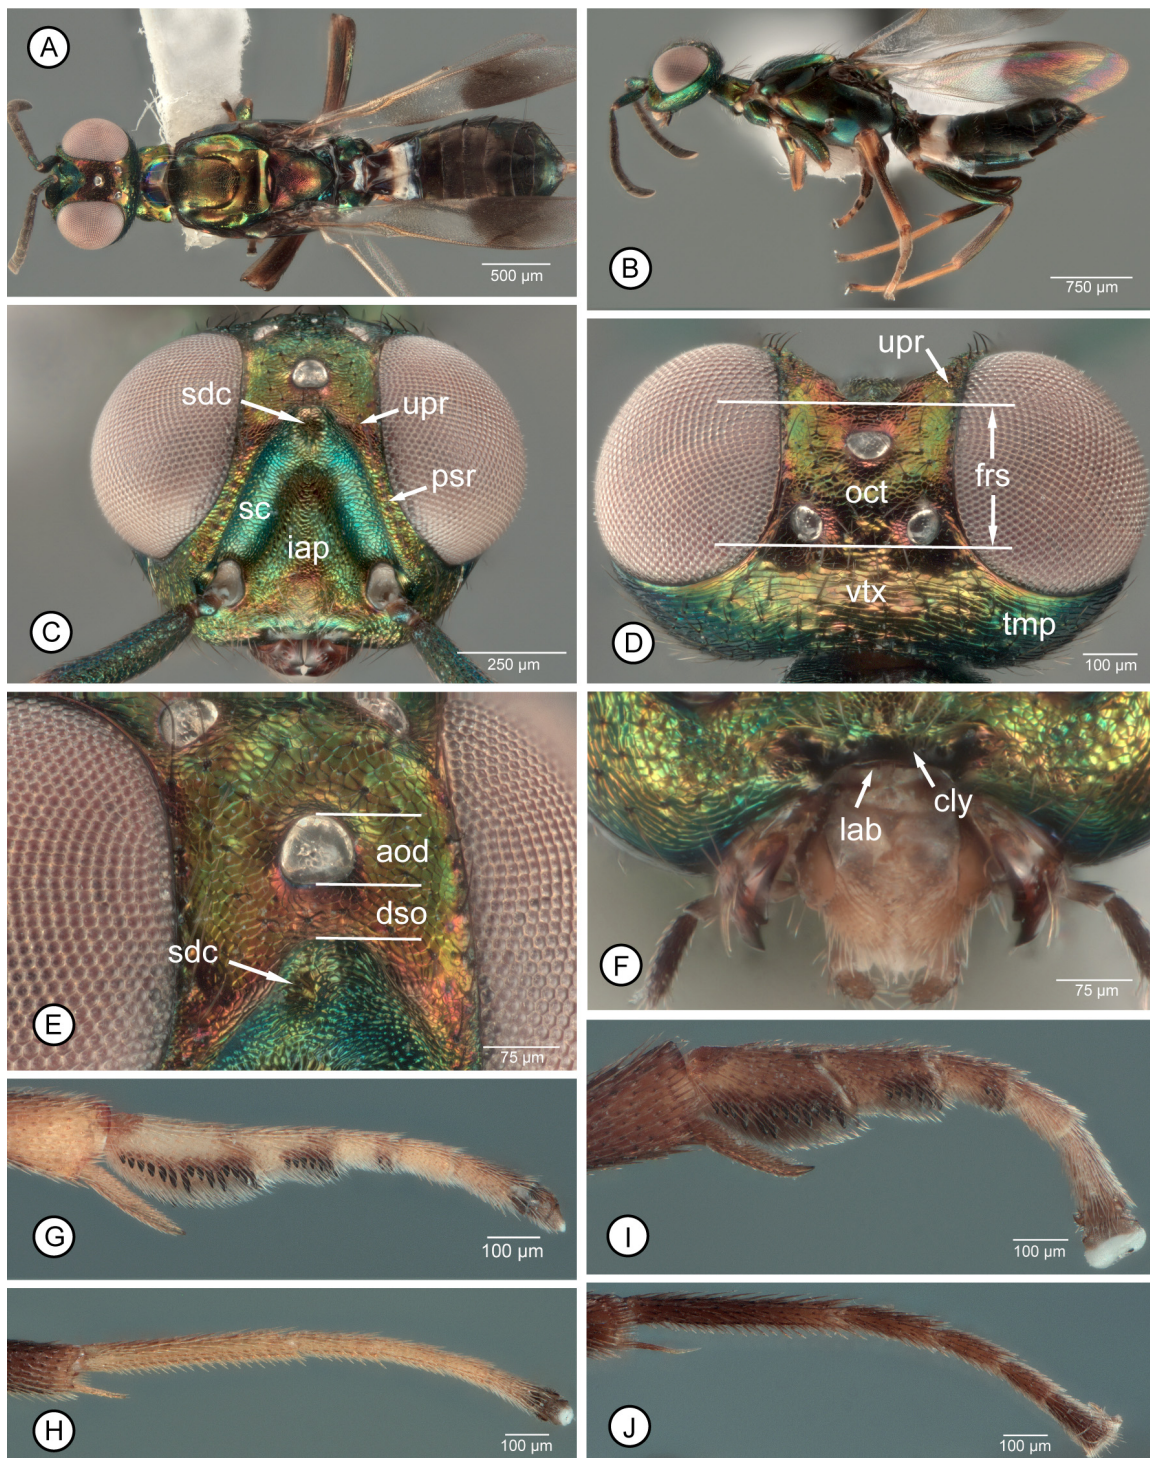 A
500 µm
B
750 µm
sdc
upr
psr
sc
iap
C
250 µm
upr
frs
oct
vtx
tmp
D
100 µm
aod
dso
sdc
E
75 µm
cly
lab
F
75 µm
G
100 µm
I
100 µm
H
100 µm
J
100 µm